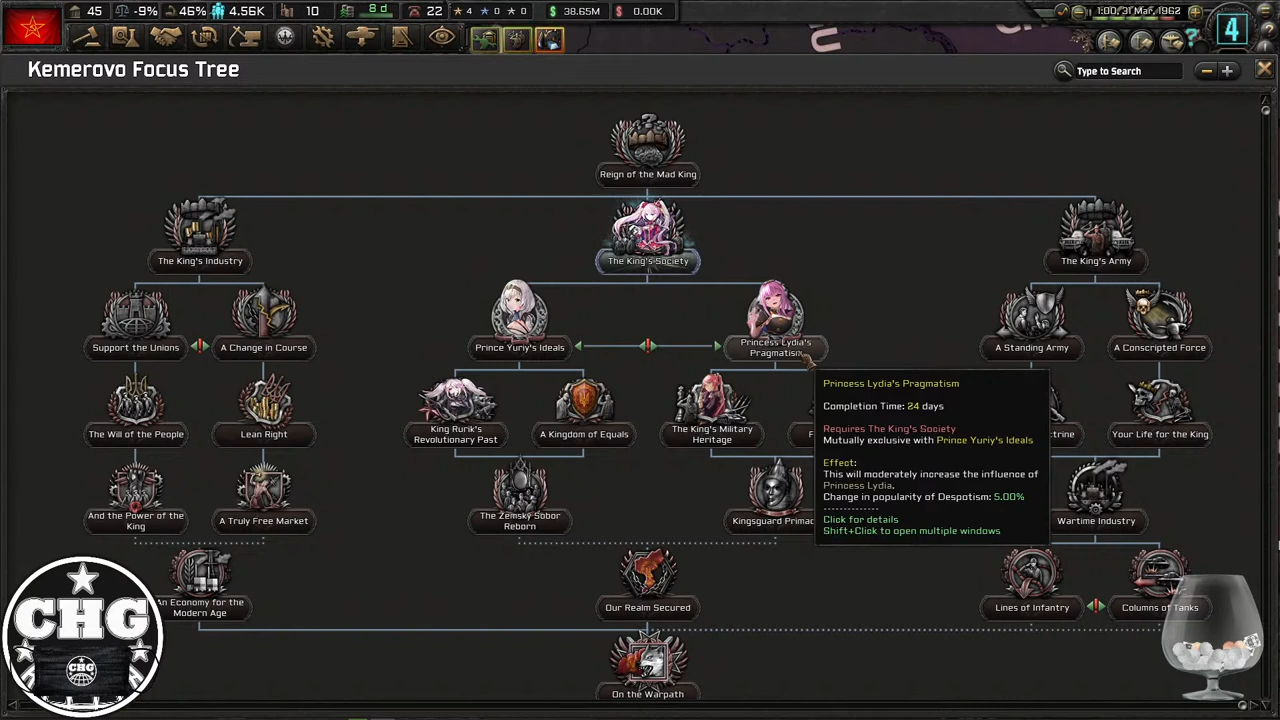 45 -9% 46% 4.56K 10 8 d 22 4 0 0 38.65M 0.00K 1:00, 31 Mar, 1962
4
Kemerovo Focus Tree
Type to Search
Reign of the Mad King
The King's Industry
The King's Society
The King's Army
Support the Unions
A Change in Course
Prince Yuriy's Ideals
Princess Lydia's
Pragmatism
A Standing Army
A Conscripted Force
Princess Lydia's Pragmatism
Completion Time: 24 days
Requires The King's Society
Mutually exclusive with Prince Yuriy's Ideals
Effect:
This will moderately increase the influence of
Princess Lydia.
Change in popularity of Despotism: 5.00%
--------------
Click for details
Shift+Click to open multiple windows
The Will of the People
Lean Right
King Rurik's
Revolutionary Past
A Kingdom of Equals
The King's Military
Heritage
Your Life for the King
And the Power of the
King
A Truly Free Market
The Zemsky Sobor
Reborn
Kingsguard Prima
Wartime Industry
An Economy for the
Modern Age
Our Realm Secured
Lines of Infantry
Columns of Tanks
On the Warpath
CHG
CHG